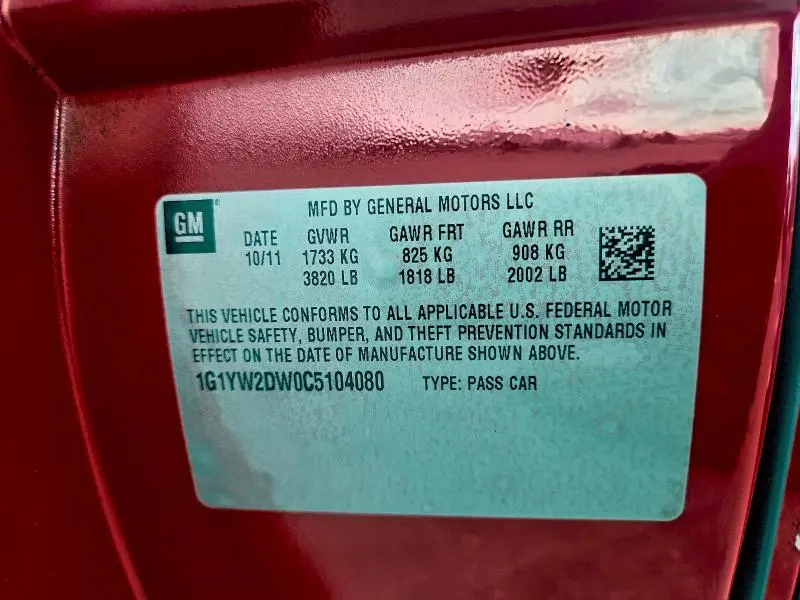 GM
MFD BY GENERAL MOTORS LLC
DATE GVWR GAWR FRT GAWR RR
10/11 1733 KG 825 KG 908 KG
3820 LB 1818 LB 2002 LB
THIS VEHICLE CONFORMS TO ALL APPLICABLE U.S. FEDERAL MOTOR
VEHICLE SAFETY, BUMPER, AND THEFT PREVENTION STANDARDS IN
EFFECT ON THE DATE OF MANUFACTURE SHOWN ABOVE.
1G1YW2DW0C5104080 TYPE: PASS CAR